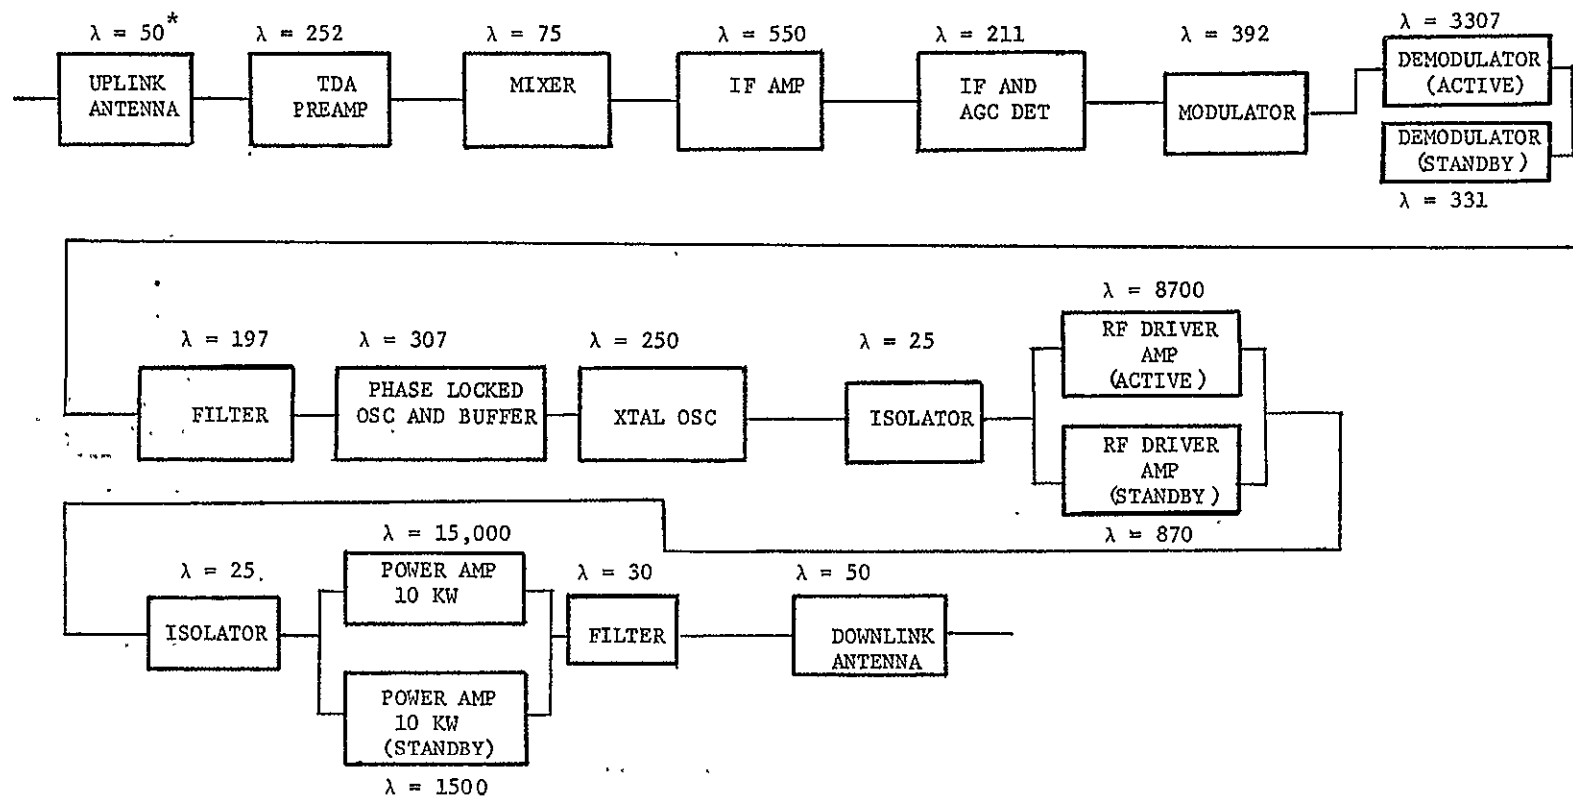 λ = 50*
λ = 252
λ = 75
λ = 550
λ = 211
λ = 392
λ = 3307
UPLINK
ANTENNA
TDA
PREAMP
MIXER
IF AMP
IF AND
AGC DET
MODULATOR
DEMODULATOR
(ACTIVE)
DEMODULATOR
(STANDBY)
λ = 331
λ = 197
λ = 307
λ = 250
λ = 25
λ = 8700
FILTER
PHASE LOCKED
OSC AND BUFFER
XTAL OSC
ISOLATOR
RF DRIVER
AMP
(ACTIVE)
RF DRIVER
AMP
(STANDBY)
λ = 870
λ = 25
λ = 15,000
λ = 30
λ = 50
ISOLATOR
POWER AMP
10 KW
POWER AMP
10 KW
(STANDBY)
λ = 1500
FILTER
DOWNLINK
ANTENNA